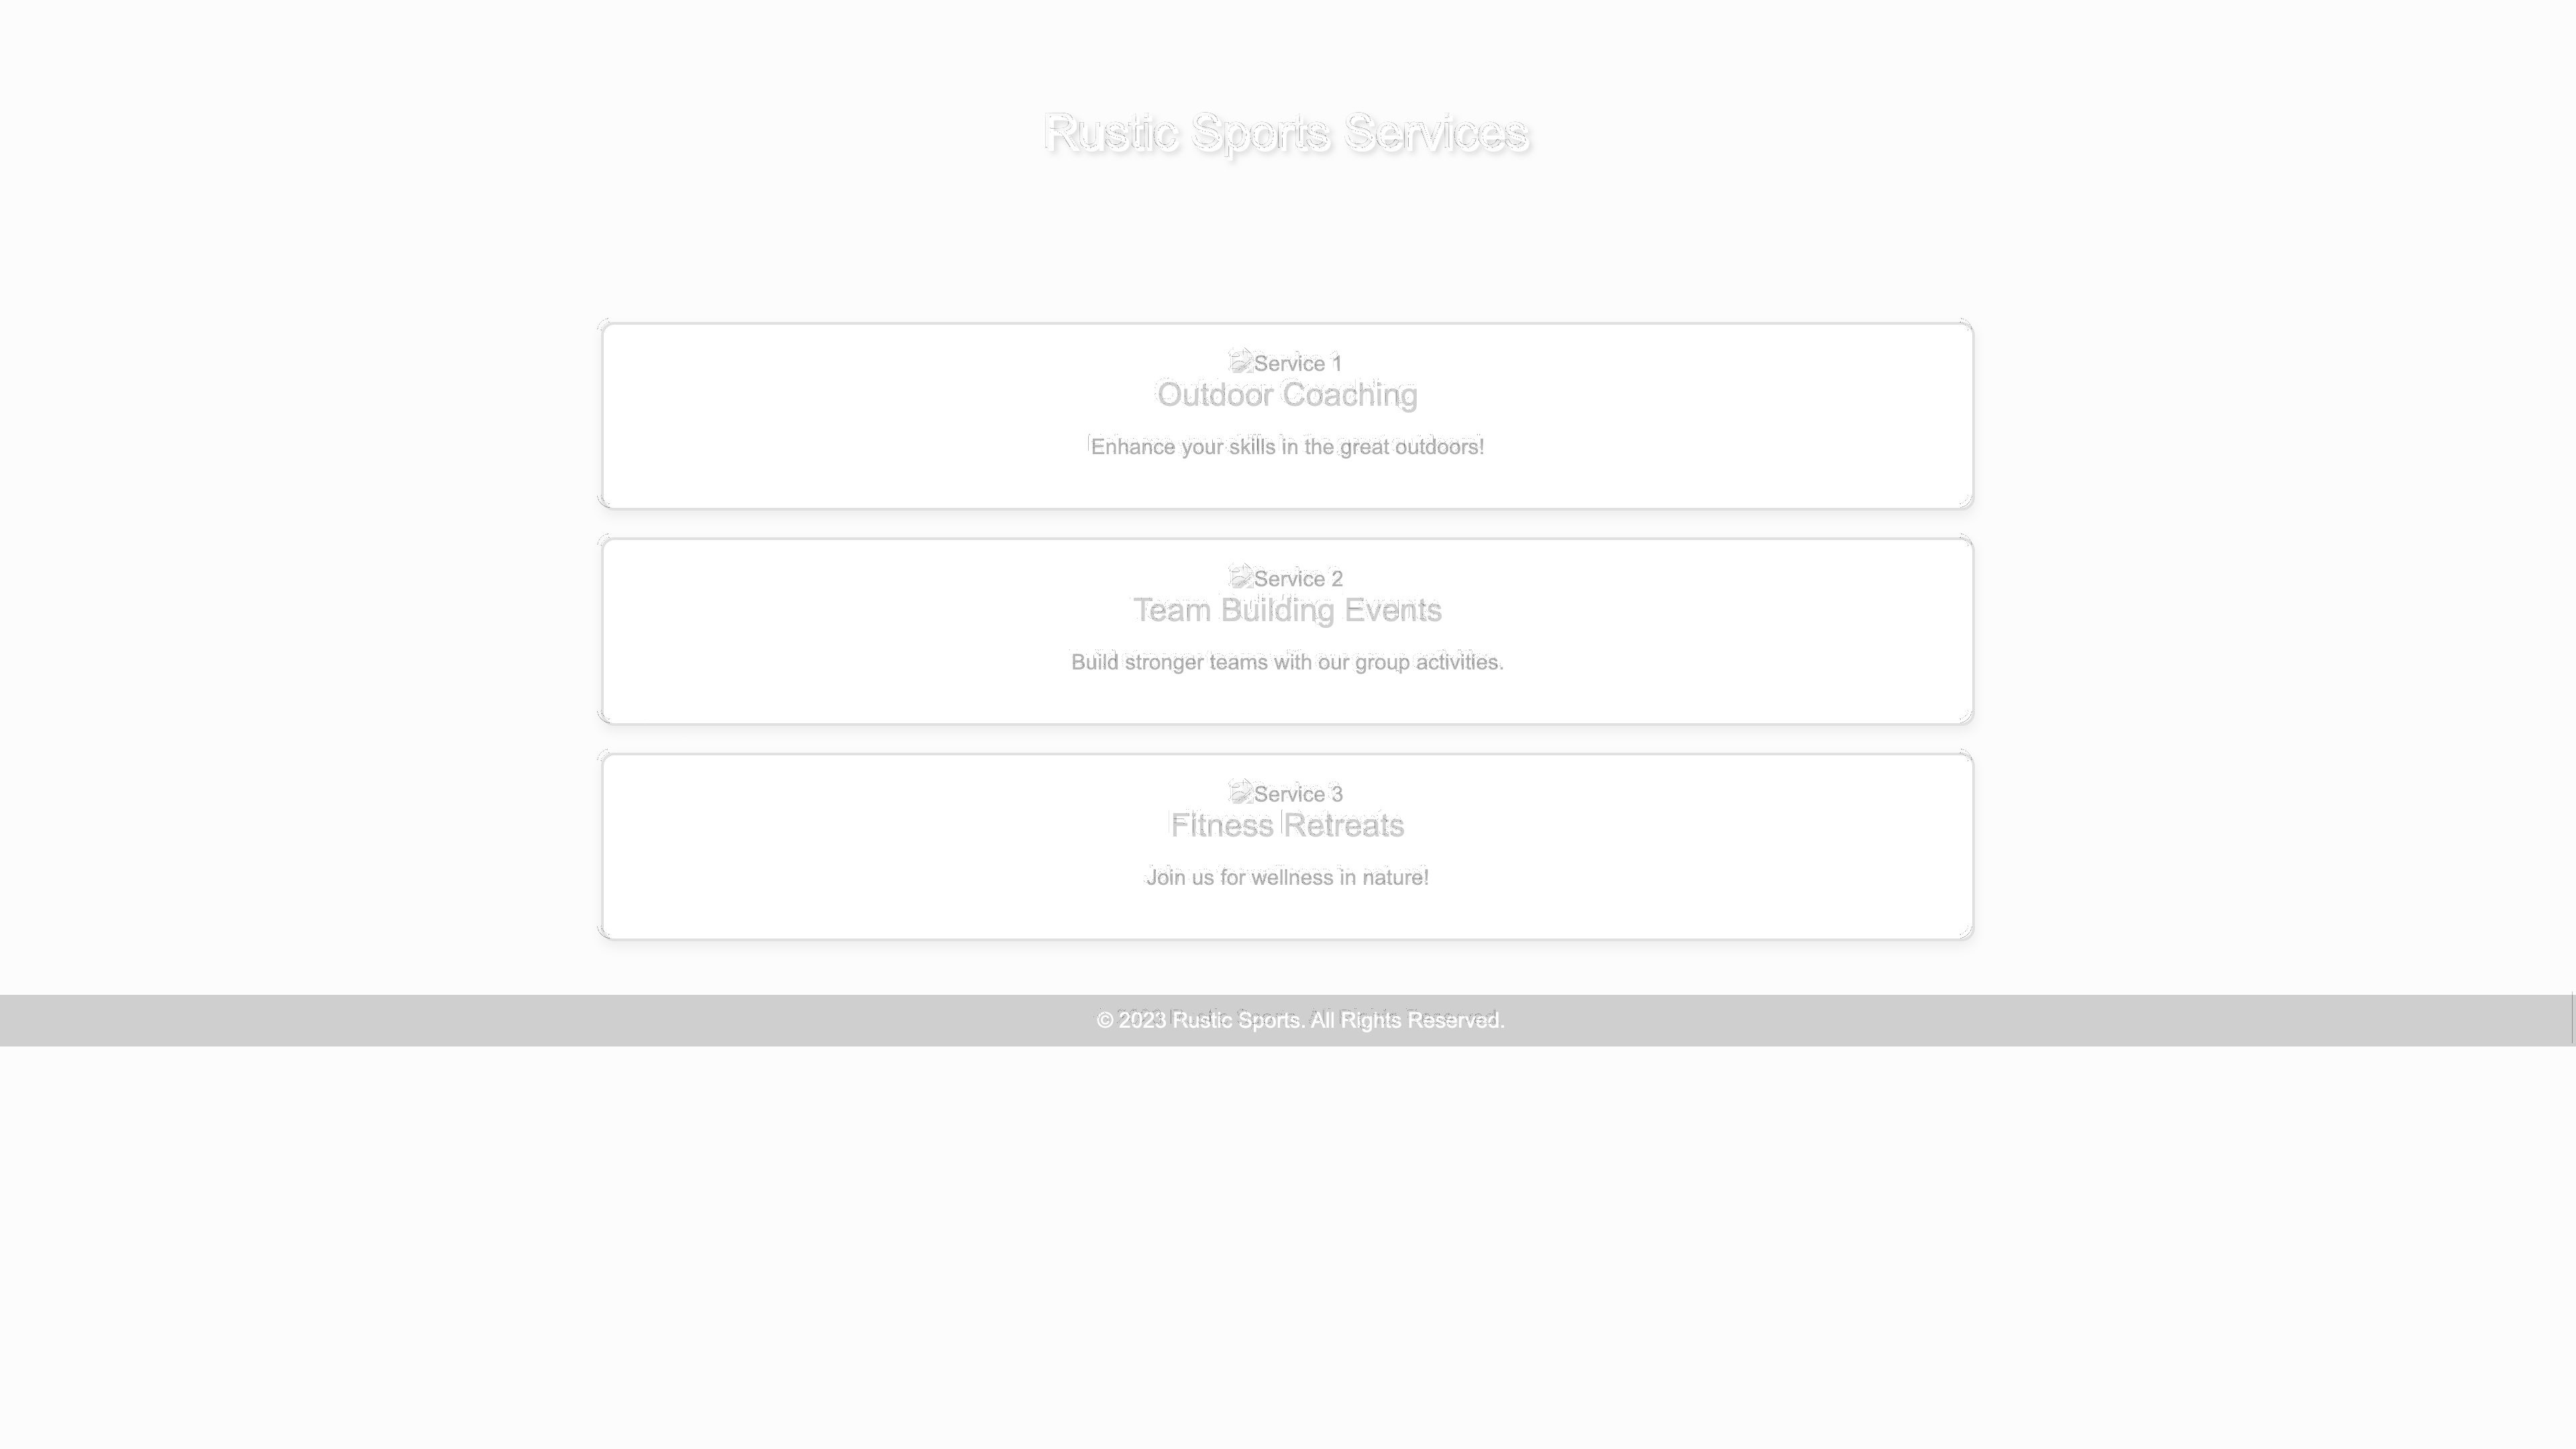 Rustic Sports Services
Service 1
Outdoor Coaching
Enhance your skills in the great outdoors!
Service 2
Team Building Events
Build stronger teams with our group activities.
Service 3
Fitness Retreats
Join us for wellness in nature!
© 2023 Rustic Sports. All Rights Reserved.